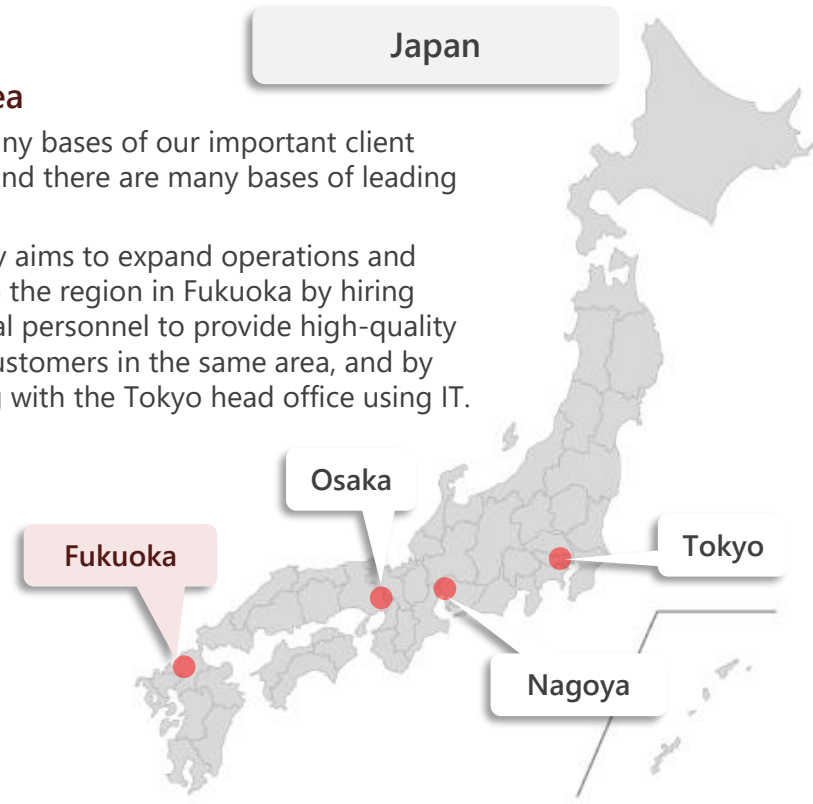 Japan
ea
ny bases of our important client
nd there are many bases of leading
y aims to expand operations and
the region in Fukuoka by hiring
al personnel to provide high-quality
ustomers in the same area, and by
g with the Tokyo head office using IT.
Osaka
Fukuoka
Tokyo
Nagoya